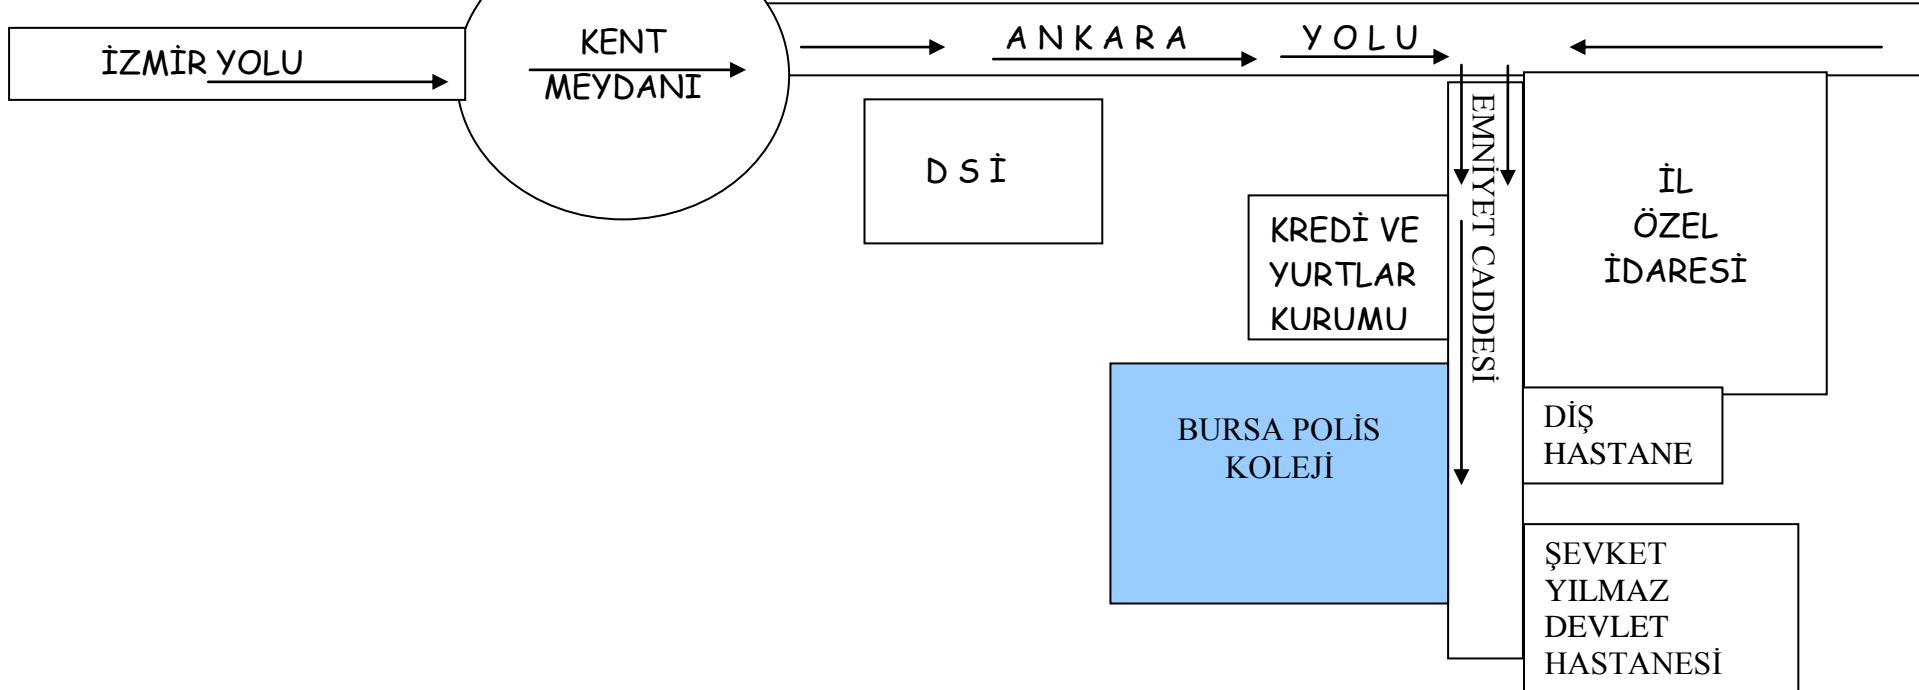 İZMİR YOLU
KENT
MEYDANI
A N K A R A
Y O L U
D S İ
KREDİ VE
YURTLAR
KURUMU
EMNİYET CADDESİ
İL
ÖZEL
İDARESİ
BURSA POLİS
KOLEJİ
DİŞ
HASTANE
ŞEVKET
YILMAZ
DEVLET
HASTANESİ